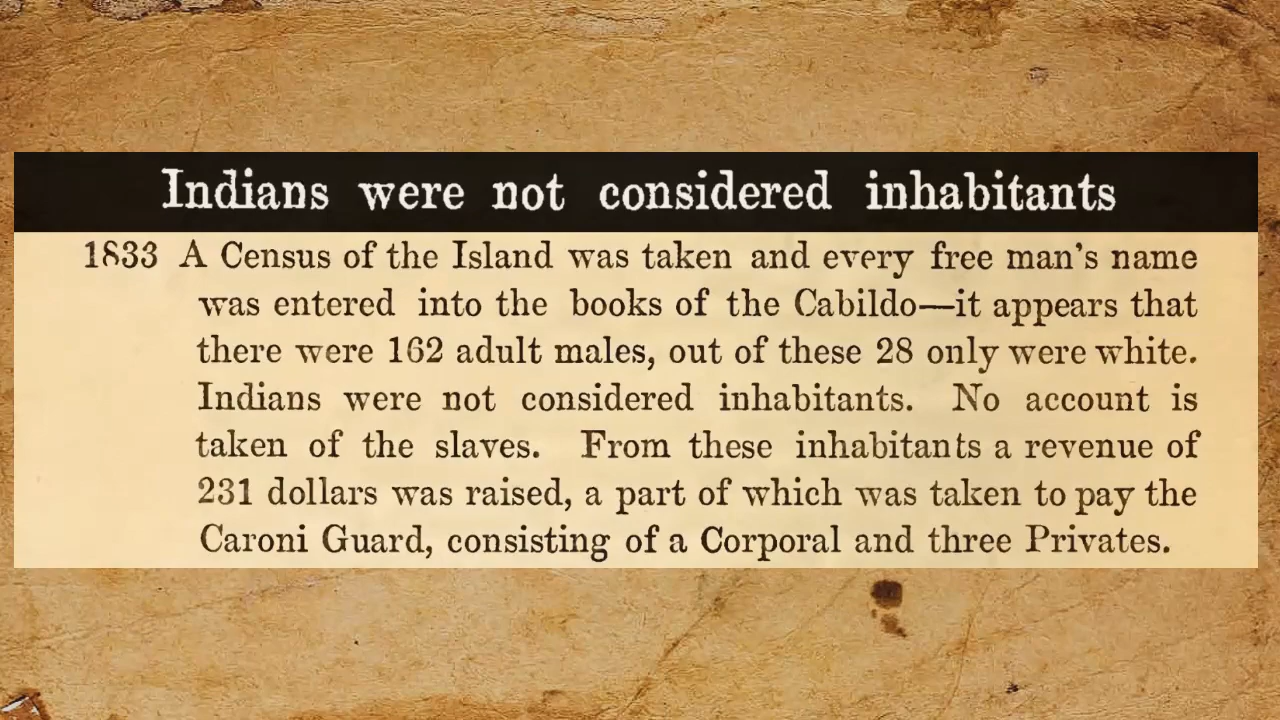 Indians were not considered inhabitants
1833 A Census of the Island was taken and every free man's name
was entered into the books of the Cabildo—it appears that
there were 162 adult males, out of these 28 only were white.
Indians were not considered inhabitants. No account is
taken of the slaves. From these inhabitants a revenue of
231 dollars was raised, a part of which was taken to pay the
Caroni Guard, consisting of a Corporal and three Privates.